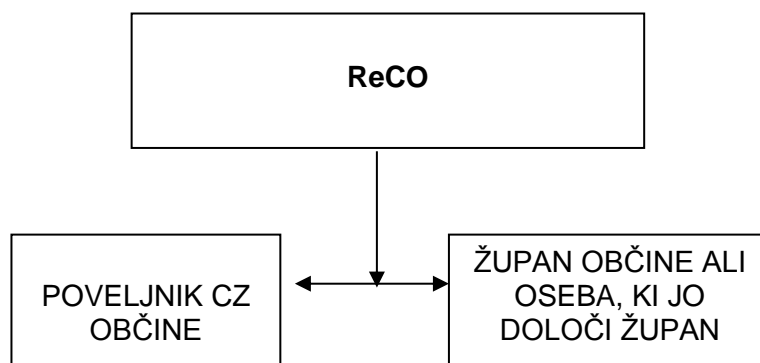 ReCO
POVELJNIK CZ
OBČINE
ŽUPAN OBČINE ALI
OSEBA, KI JO
DOLOČI ŽUPAN